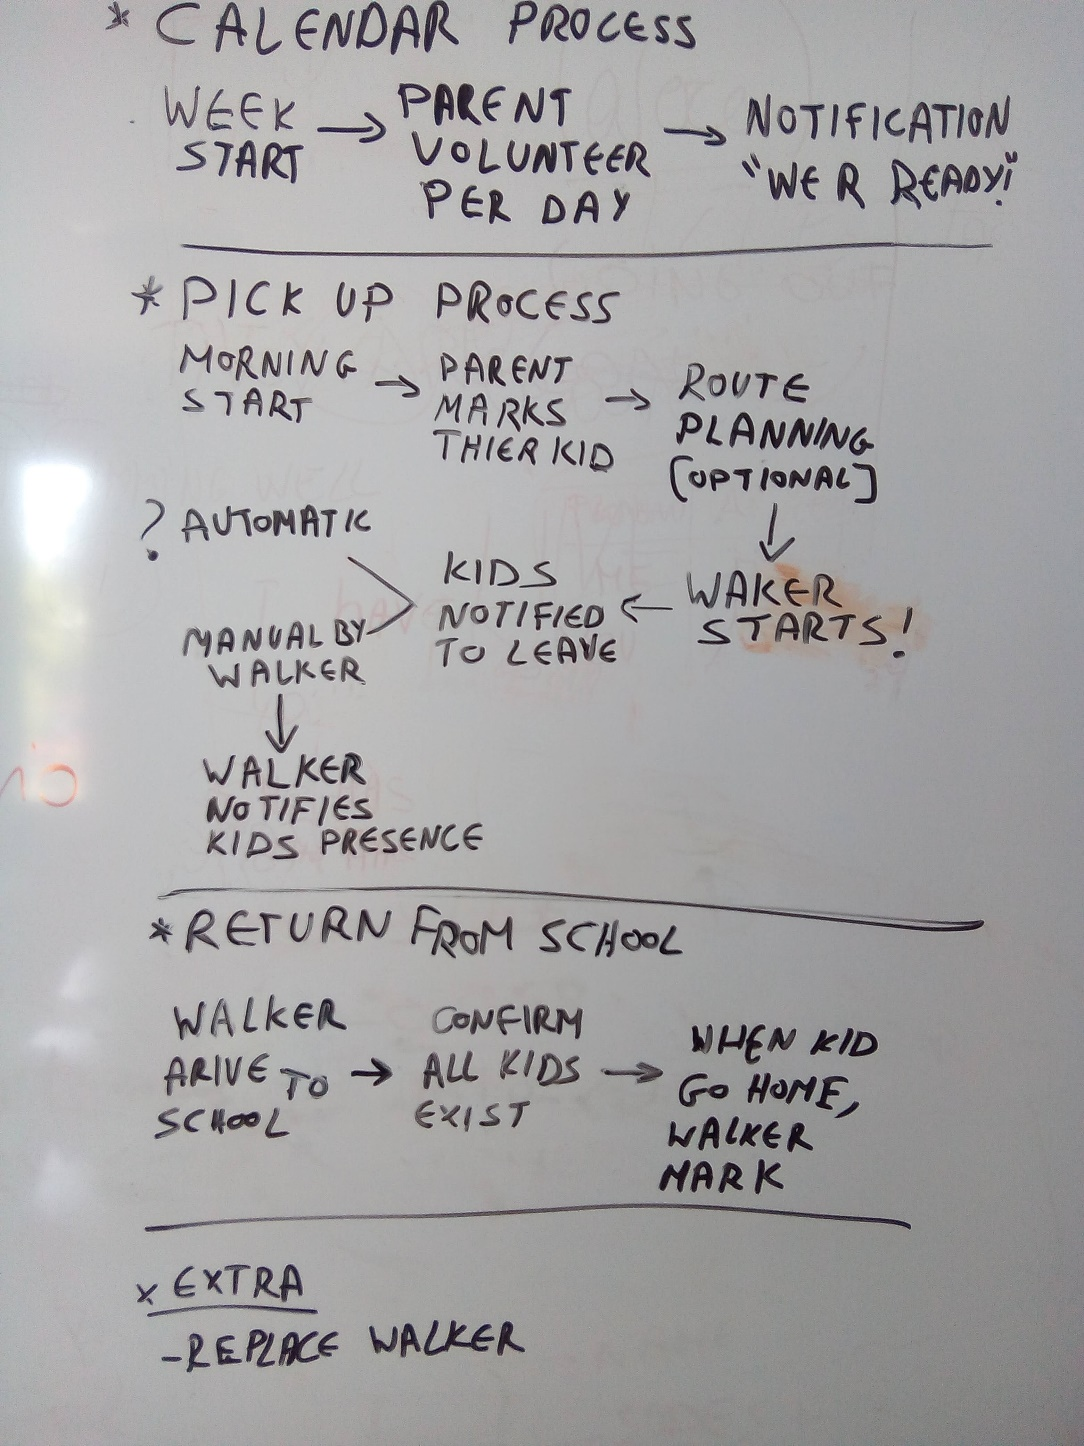 * CALENDAR PROCESS
WEEK START → PARENT VOLUNTEER PER DAY → NOTIFICATION "WE R READY!"
* PICK UP PROCESS
MORNING START → PARENT MARKS THIER KID → ROUTE PLANNING [OPTIONAL]
↓
WAKER STARTS!
← KIDS NOTIFIED TO LEAVE
? AUTOMATIC
MANUAL BY WALKER
↓
WALKER
NOTIFIES
KIDS PRESENCE
* RETURN FROM SCHOOL
WALKER ARIVE TO SCHOOL → CONFIRM ALL KIDS EXIST → WHEN KID GO HOME, WALKER MARK
x EXTRA
- REPLACE WALKER